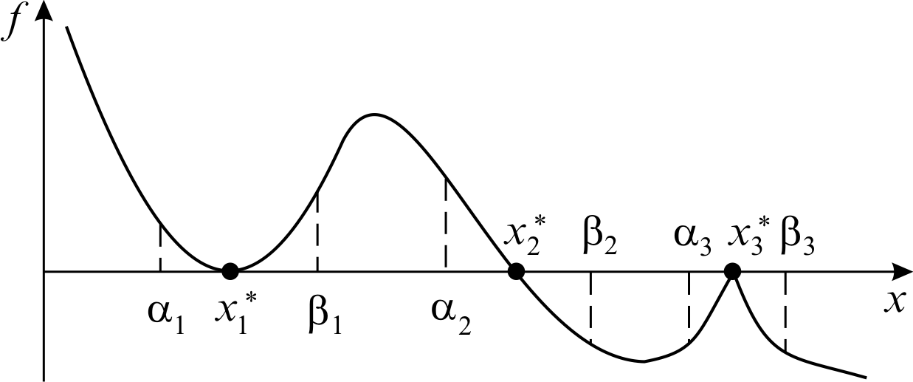 f
x₂* β₂ α₃ x₃* β₃
α₁ x₁* β₁ α₂ x